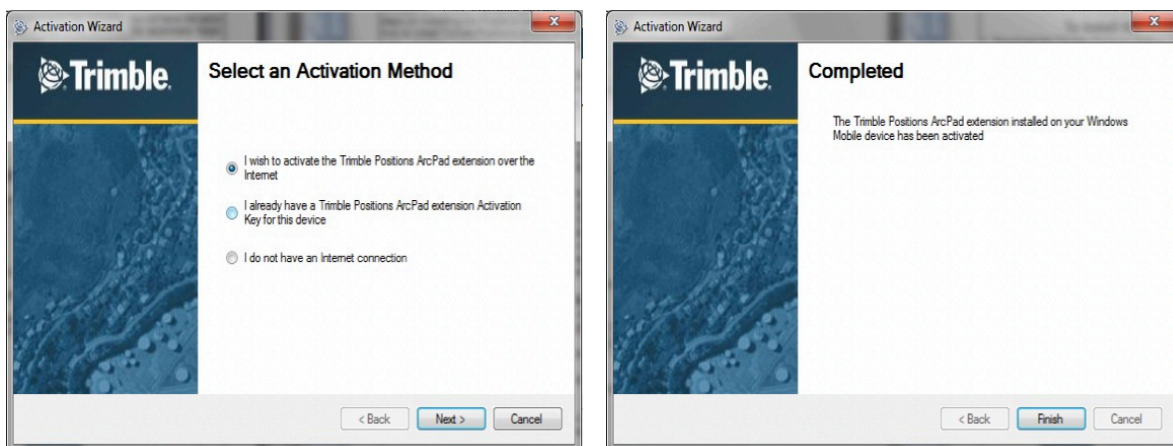 Activation Wizard
Trimble.
Select an Activation Method
I wish to activate the Trimble Positions ArcPad extension over the
Internet
I already have a Trimble Positions ArcPad extension Activation
Key for this device
I do not have an Internet connection
< Back Next > Cancel
Activation Wizard
Trimble.
Completed
The Trimble Positions ArcPad extension installed on your Windows
Mobile device has been activated
< Back Finish Cancel